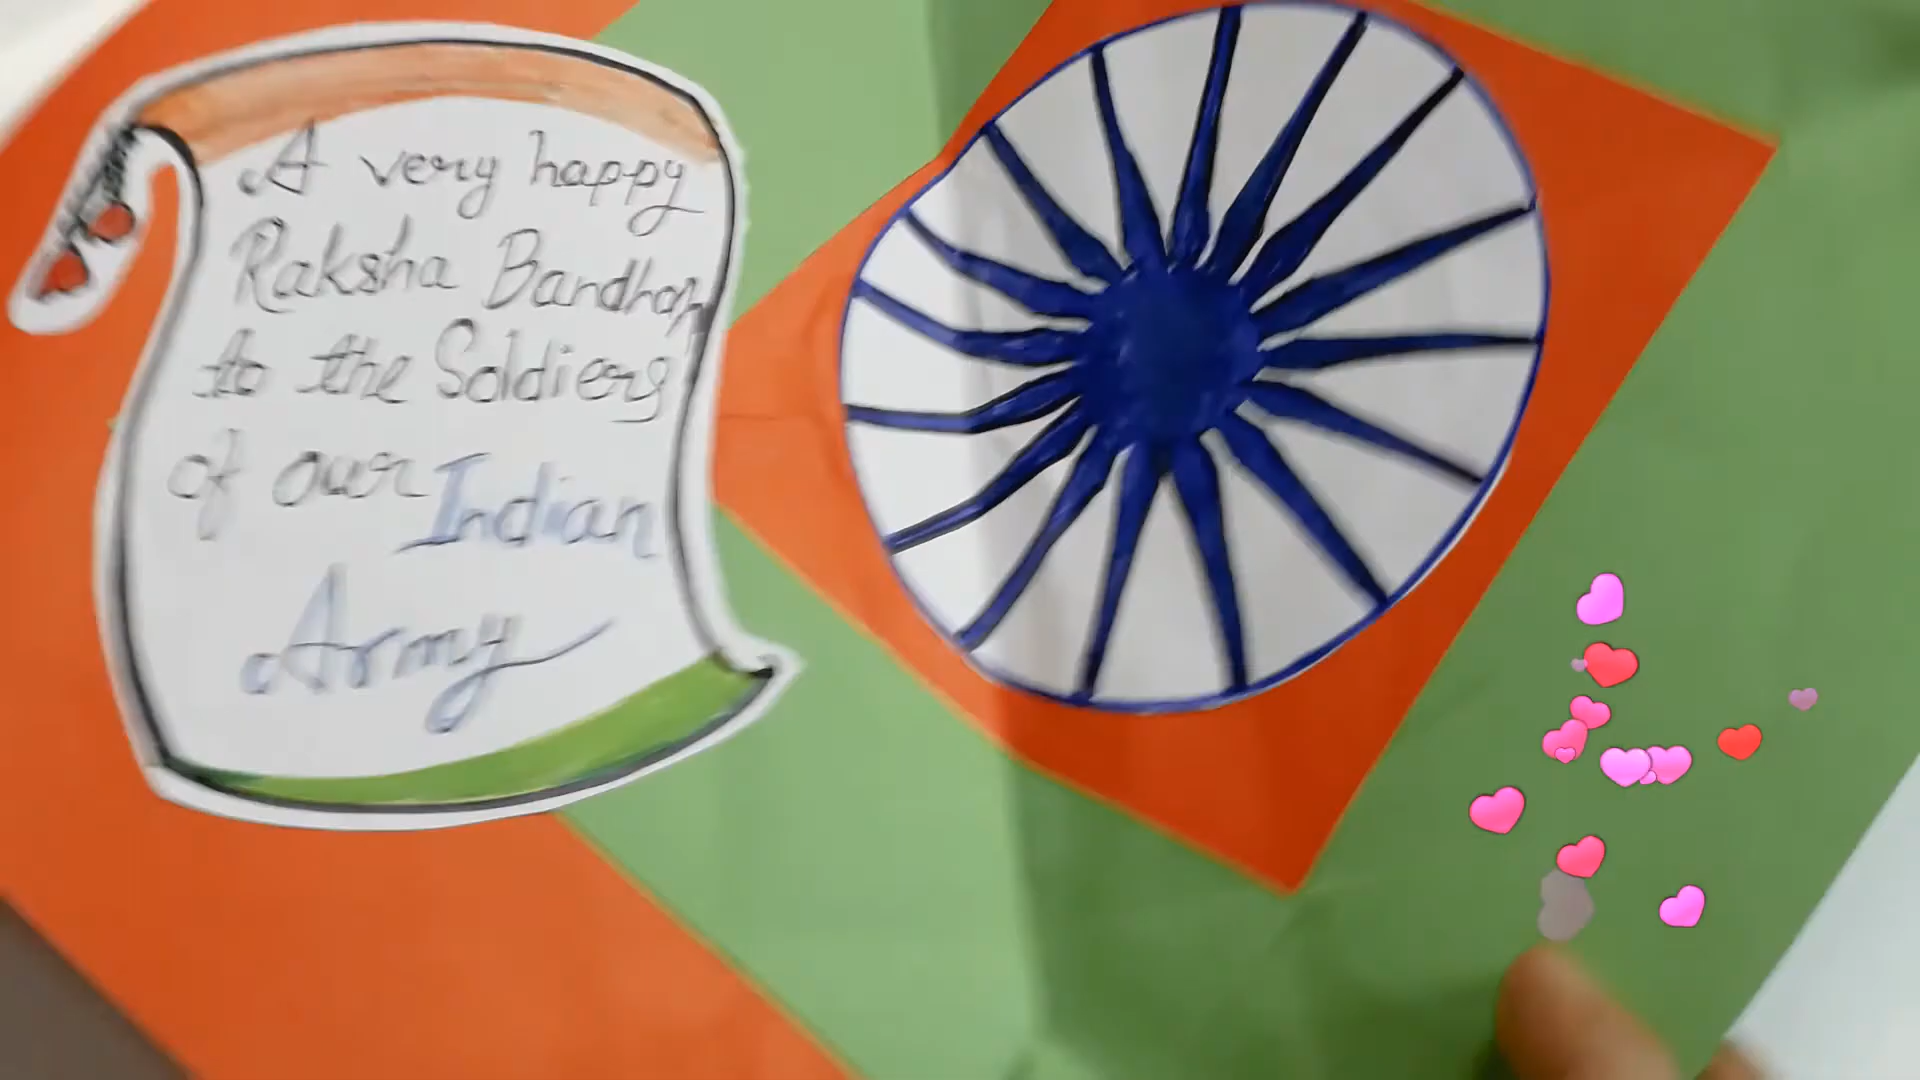 A very happy
Raksha Bandhan
to the Soldiers
of our Indian
Army